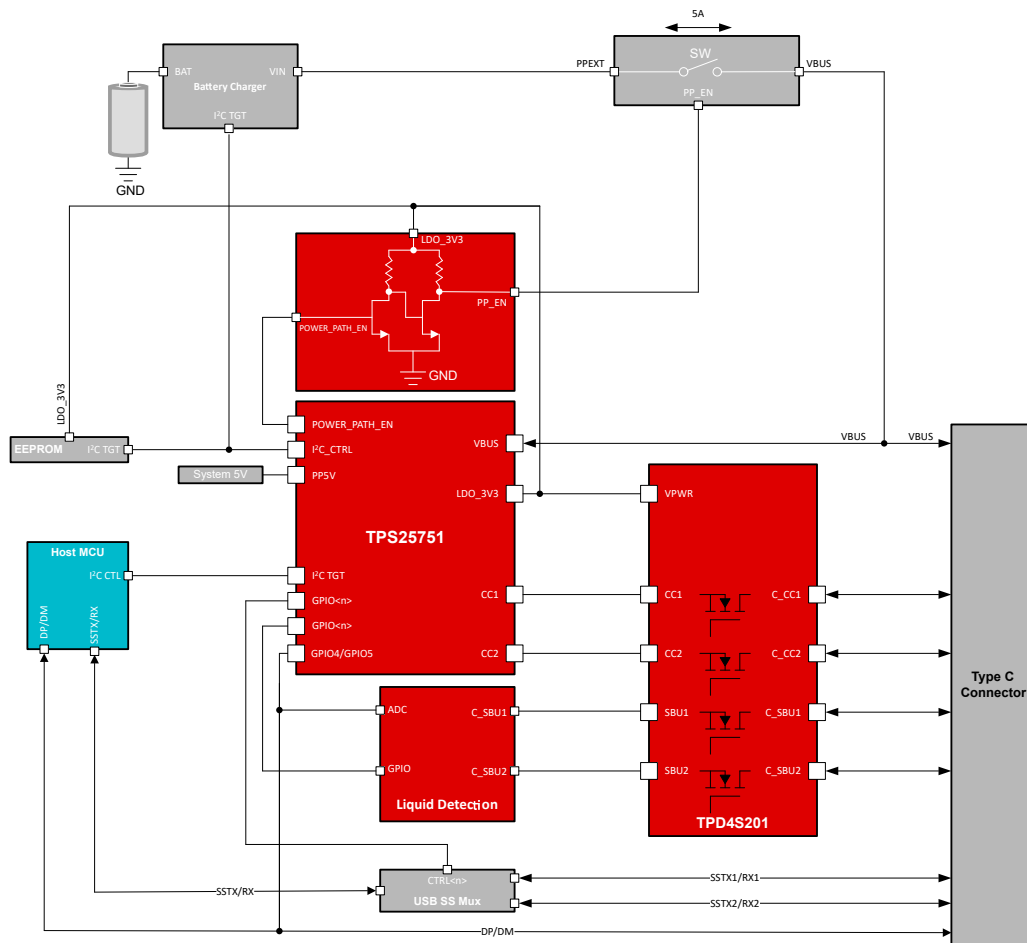 5A
SW
PPEXT
VBUS
PP_EN
BAT
VIN
Battery Charger
I²C TGT
GND
LDO_3V3
PP_EN
POWER_PATH_EN
GND
LDO_3V3
EEPROM
I²C TGT
System 5V
POWER_PATH_EN
I²C_CTRL
PP5V
VBUS
LDO_3V3
TPS25751
I²C TGT
GPIO<n>
GPIO<n>
GPIO4/GPIO5
CC1
CC2
VBUS
VBUS
VPWR
CC1
C_CC1
CC2
C_CC2
SBU1
C_SBU1
SBU2
C_SBU2
TPD4S201
Type C
Connector
Host MCU
I²C CTL
DP/DM
SSTX/RX
ADC
C_SBU1
GPIO
C_SBU2
Liquid Detection
CTRL<n>
USB SS Mux
SSTX/RX
SSTX1/RX1
SSTX2/RX2
DP/DM